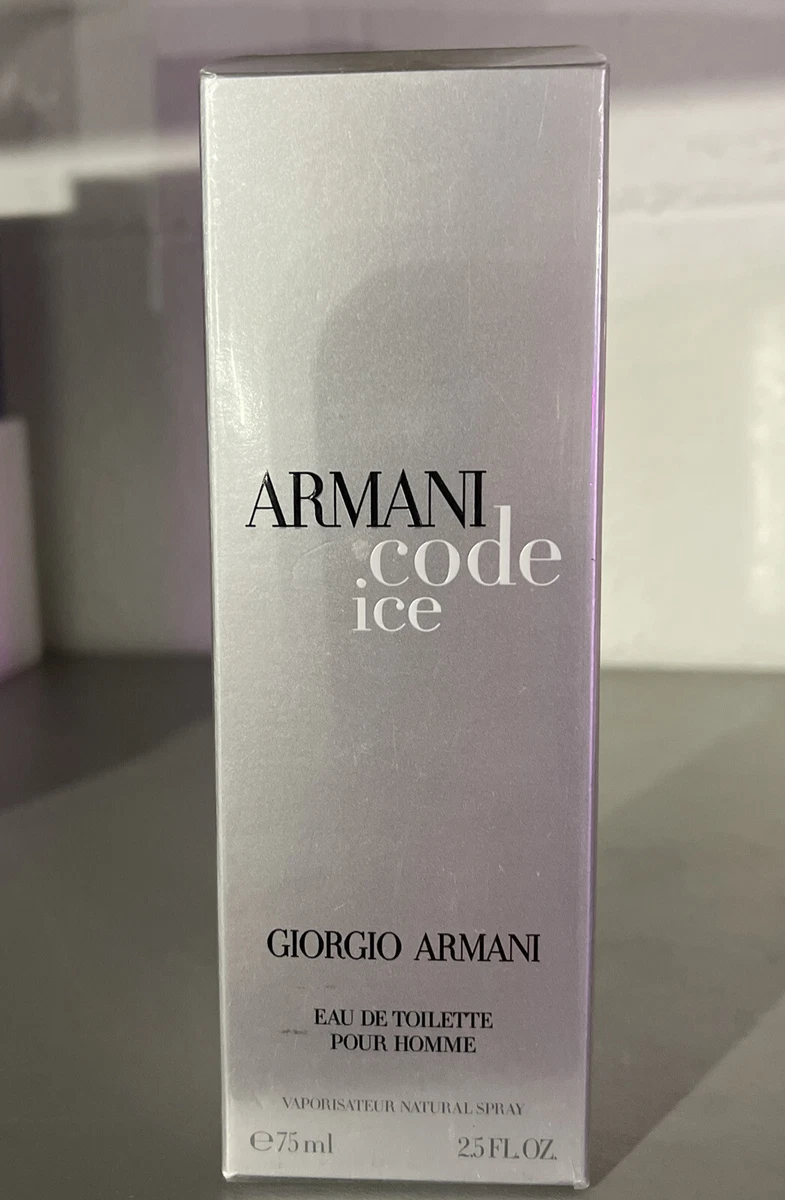 ARMANI
code
ice
GIORGIO ARMANI
EAU DE TOILETTE
POUR HOMME
VAPORISATEUR NATURAL SPRAY
℮75 ml 2.5 FL.OZ.